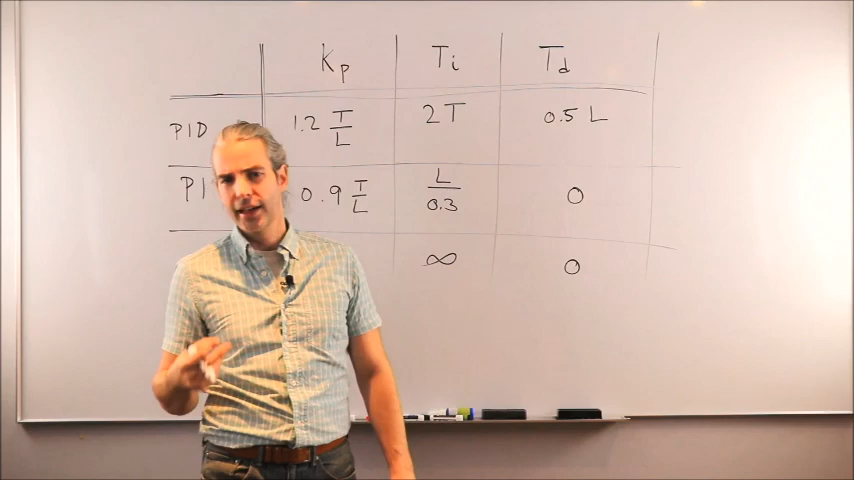 Kp Ti Td
PID 1.2 T/L 2T 0.5 L
PI 0.9 T/L L/0.3 0
∞ 0